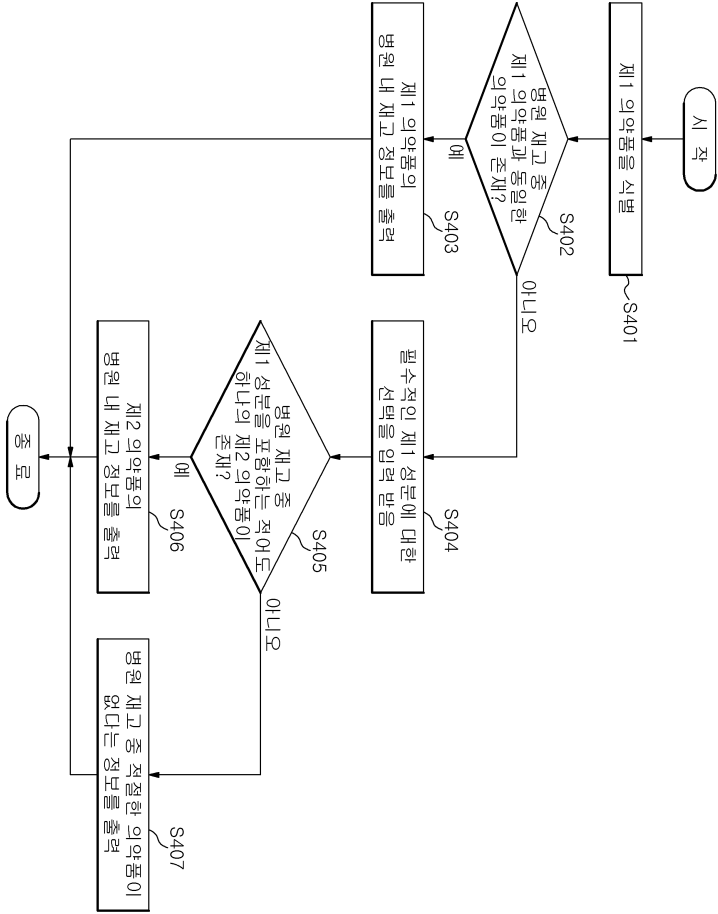 시 작
제1 의약품을 식별
S401
병원 재고 중
제1 의약품과 동일한
의약품이 존재?
S402
예
아니오
제1 의약품의
병원 내 재고 정보를 출력
S403
필수적인 제1 성분에 대한
선택을 입력 받음
S404
병원 재고 중
제1 성분을 포함하는 적어도
하나의 제2 의약품이
존재?
S405
예
아니오
제2 의약품의
병원 내 재고 정보를 출력
S406
병원 재고 중 적절한 의약품이
없다는 정보를 출력
S407
종 료